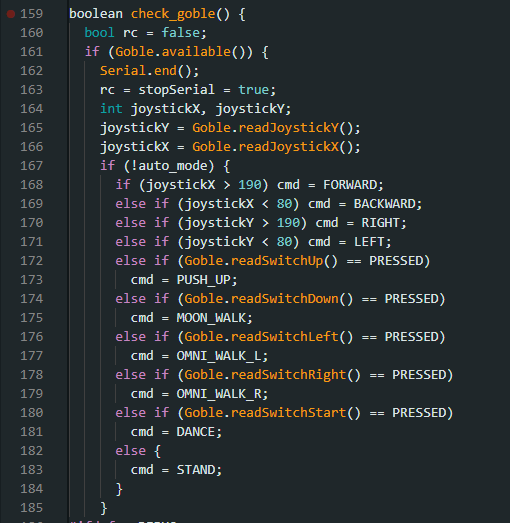 159 boolean check_goble() {
160   bool rc = false;
161   if (Goble.available()) {
162     Serial.end();
163     rc = stopSerial = true;
164     int joystickX, joystickY;
165     joystickY = Goble.readJoystickY();
166     joystickX = Goble.readJoystickX();
167     if (!auto_mode) {
168       if (joystickX > 190) cmd = FORWARD;
169       else if (joystickX < 80) cmd = BACKWARD;
170       else if (joystickY > 190) cmd = RIGHT;
171       else if (joystickY < 80) cmd = LEFT;
172       else if (Goble.readSwitchUp() == PRESSED)
173         cmd = PUSH_UP;
174       else if (Goble.readSwitchDown() == PRESSED)
175         cmd = MOON_WALK;
176       else if (Goble.readSwitchLeft() == PRESSED)
177         cmd = OMNI_WALK_L;
178       else if (Goble.readSwitchRight() == PRESSED)
179         cmd = OMNI_WALK_R;
180       else if (Goble.readSwitchStart() == PRESSED)
181         cmd = DANCE;
182       else {
183         cmd = STAND;
184       }
185     }